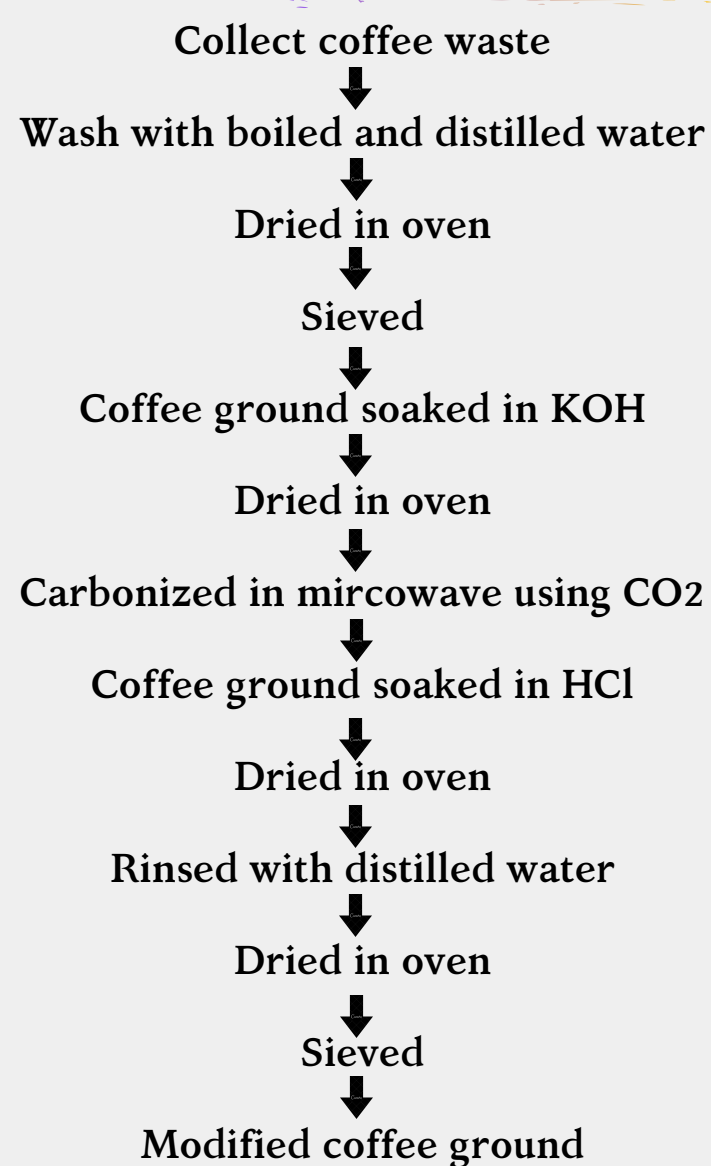 Collect coffee waste
Wash with boiled and distilled water
Dried in oven
Sieved
Coffee ground soaked in KOH
Dried in oven
Carbonized in mircowave using CO2
Coffee ground soaked in HCl
Dried in oven
Rinsed with distilled water
Dried in oven
Sieved
Modified coffee ground